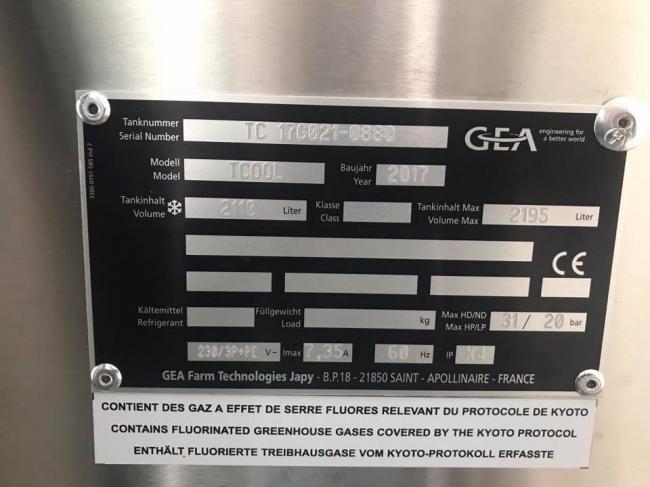 Tanknummer
Serial Number
TC 17G021-0880
GEA engineering for
a better world
Modell
Model
TCOOL
Baujahr
Year
2017
Tankinhalt
Volume
2110 Liter
Klasse
Class
Tankinhalt Max
Volume Max
2195 Liter
CE
Kältemittel
Refrigerant
Füllgewicht
Load
kg
Max HD/ND
Max HP/LP
31/ 20 bar
230/3P+PE V~ Imax 7,35 A 60 Hz IP X4
GEA Farm Technologies Japy - B.P.18 - 21850 SAINT - APOLLINAIRE - FRANCE
CONTIENT DES GAZ A EFFET DE SERRE FLUORES RELEVANT DU PROTOCOLE DE KYOTO
CONTAINS FLUORINATED GREENHOUSE GASES COVERED BY THE KYOTO PROTOCOL
ENTHÄLT FLUORIERTE TREIBHAUSGASE VOM KYOTO-PROTOKOLL ERFASSTE